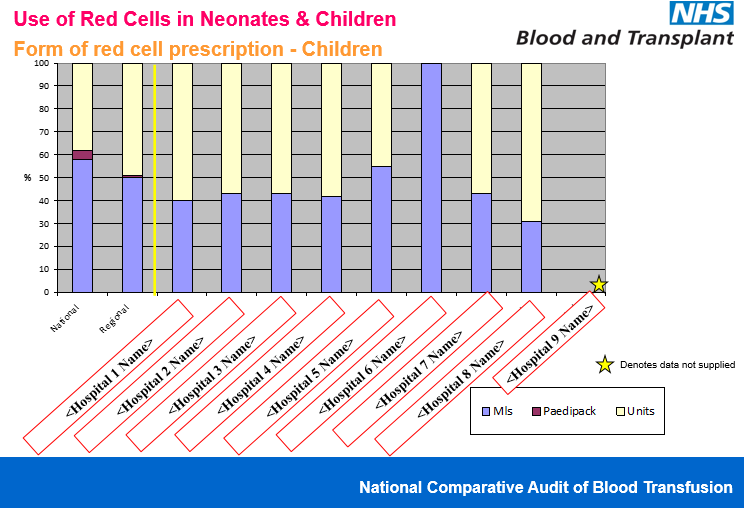 Use of Red Cells in Neonates & Children
NHS
Form of red cell prescription - Children
Blood and Transplant
100
90
80
70
60
%
50
40
30
20
10
0
National
Regional
<Hospital 1 Name>
<Hospital 2 Name>
<Hospital 3 Name>
<Hospital 4 Name>
<Hospital 5 Name>
<Hospital 6 Name>
<Hospital 7 Name>
<Hospital 8 Name>
<Hospital 9 Name>
Denotes data not supplied
Mls
Paedipack
Units
National Comparative Audit of Blood Transfusion